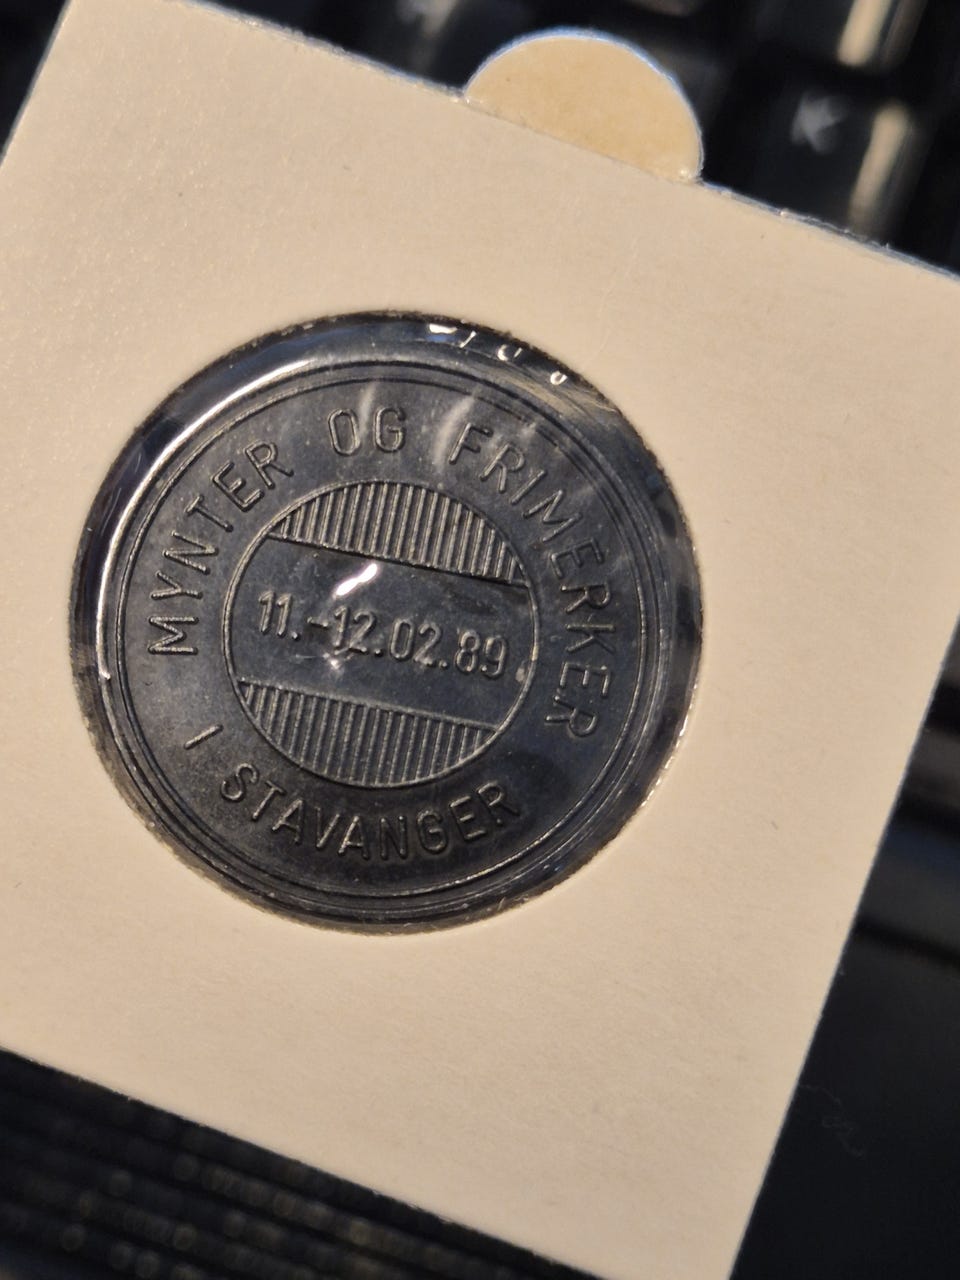 MYNTER OG FRIMERKER
11.-12.02.89
I STAVANGER
K